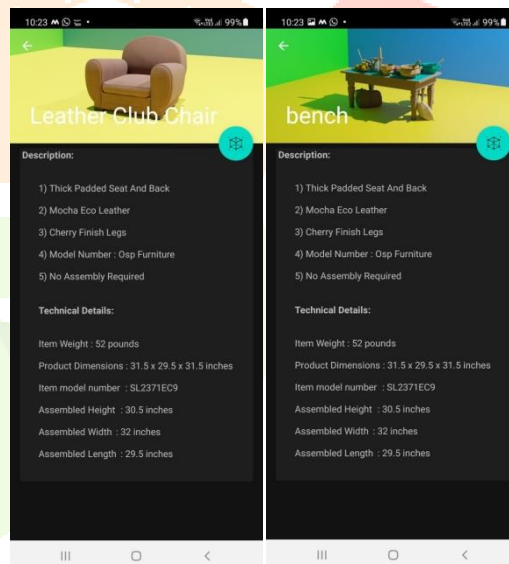 10:23
99%
Leather Club Chair
Description:
1) Thick Padded Seat And Back
2) Mocha Eco Leather
3) Cherry Finish Legs
4) Model Number : Osp Furniture
5) No Assembly Required
Technical Details:
Item Weight : 52 pounds
Product Dimensions : 31.5 x 29.5 x 31.5 inches
Item model number : SL2371EC9
Assembled Height : 30.5 inches
Assembled Width : 32 inches
Assembled Length : 29.5 inches
10:23
99%
bench
Description:
1) Thick Padded Seat And Back
2) Mocha Eco Leather
3) Cherry Finish Legs
4) Model Number : Osp Furniture
5) No Assembly Required
Technical Details:
Item Weight : 52 pounds
Product Dimensions : 31.5 x 29.5 x 31.5 inches
Item model number : SL2371EC9
Assembled Height : 30.5 inches
Assembled Width : 32 inches
Assembled Length : 29.5 inches